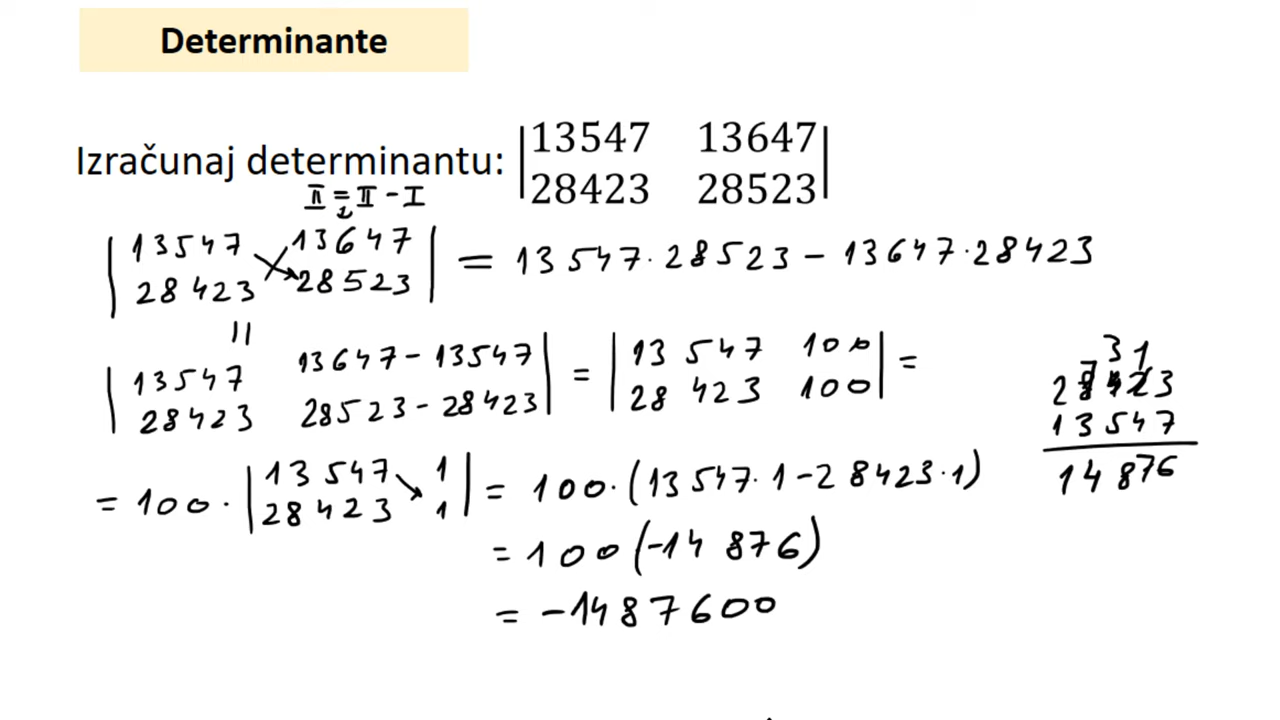 Determinante
Izračunaj determinantu: |13547 13647|
|28423 28523|
II = II - I
|13547 13647| = 13547·28523 - 13647·28423
|28423 28523|
=
|13547 13647-13547| = |13547 100| =
|28423 28523-28423| |28423 100|
31
28423
13547
14876
= 100·|13547 1| = 100·(13547·1-28423·1)
|28423 1|
= 100(-14876)
= -1487600